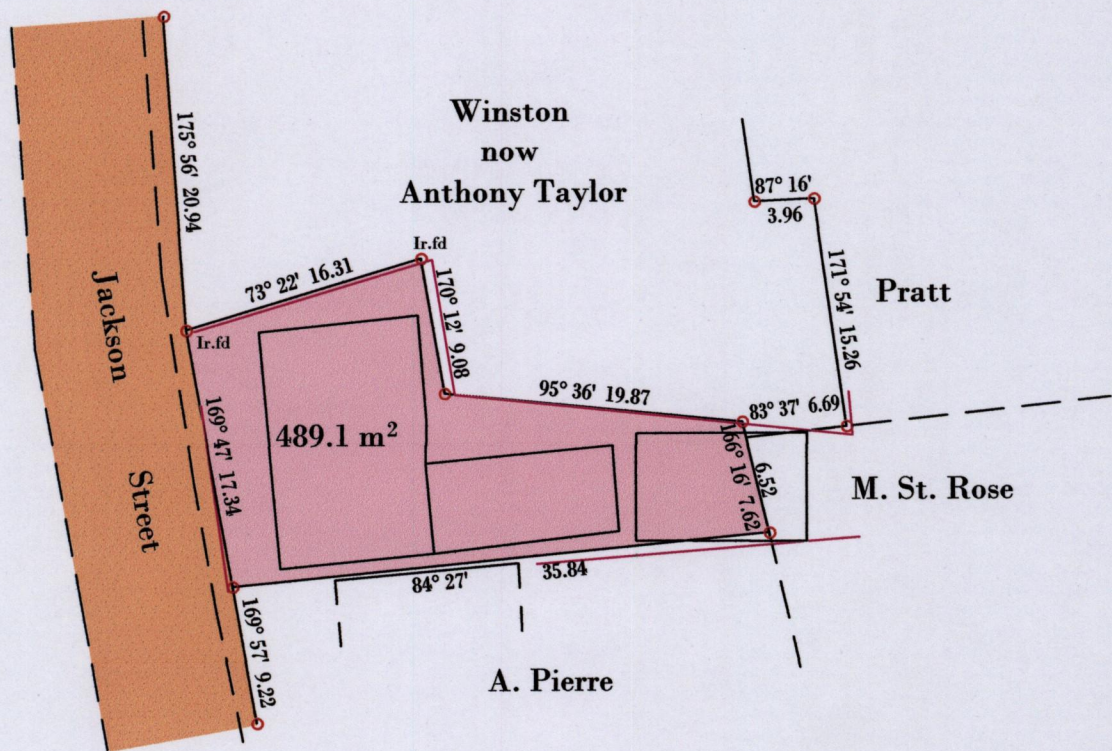 Winston
now
Anthony Taylor
175° 56' 20.94
87° 16'
3.96
Ir.fd
73° 22' 16.31
170° 12' 9.08
171° 54' 15.26
Pratt
Jackson
Street
Ir.fd
95° 36' 19.87
83° 37' 6.69
169° 47' 17.34
489.1 m²
166° 16' 7.62
6.52
M. St. Rose
84° 27'
35.84
169° 57' 9.22
A. Pierre